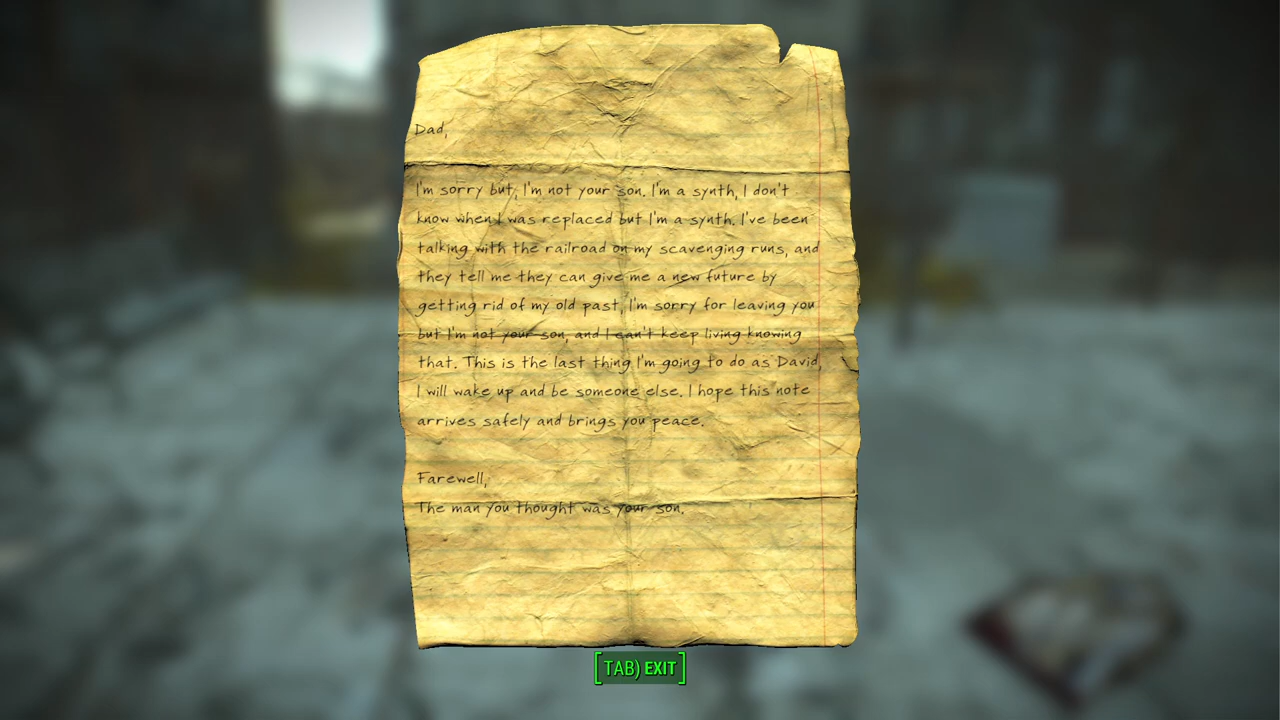 Dad,
I'm sorry but, I'm not your son. I'm a synth, I don't
know when I was replaced but I'm a synth. I've been
talking with the railroad on my scavenging runs, and
they tell me they can give me a new future by
getting rid of my old past, I'm sorry for leaving you
but I'm not your son, and I can't keep living knowing
that. This is the last thing I'm going to do as David,
I will wake up and be someone else. I hope this note
arrives safely and brings you peace.
Farewell,
The man you thought was your son.
[TAB) EXIT]